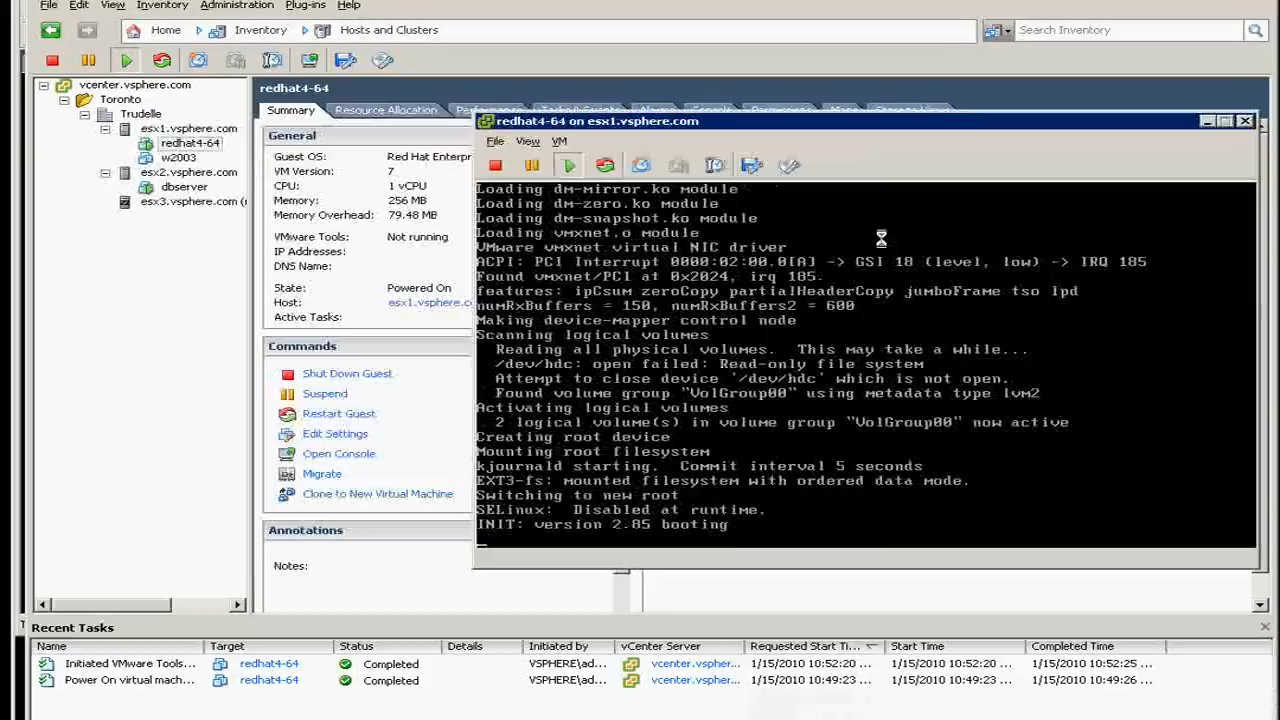 File Edit View Inventory Administration Plug-ins Help
Home Inventory Hosts and Clusters Search Inventory
vcenter.vsphere.com
Toronto
Trudelle
esx1.vsphere.com
redhat4-64
w2003
esx2.vsphere.com
dbserver
esx3.vsphere.com (
redhat4-64
Summary Resource Allocation
General
Guest OS: Red Hat Enterpr
VM Version: 7
CPU: 1 vCPU
Memory: 256 MB
Memory Overhead: 79.48 MB
VMware Tools: Not running
IP Addresses:
DNS Name:
State: Powered On
Host: esx1.vsphere.c
Active Tasks:
Commands
Shut Down Guest
Suspend
Restart Guest
Edit Settings
Open Console
Migrate
Clone to New Virtual Machine
Annotations
Notes:
redhat4-64 on esx1.vsphere.com
File View VM
Loading dm-mirror.ko module
Loading dm-zero.ko module
Loading dm-snapshot.ko module
Loading vmxnet.o module
VMware vmxnet virtual NIC driver
ACPI: PCI Interrupt 0000:02:00.0[A] -> GSI 18 (level, low) -> IRQ 185
Found vmxnet/PCI at 0x2024, irq 185.
features: ipCsum zeroCopy partialHeaderCopy jumboFrame tso lpd
numRxBuffers = 150, numRxBuffers2 = 600
Making device-mapper control node
Scanning logical volumes
Reading all physical volumes. This may take a while...
/dev/hdc: open failed: Read-only file system
Attempt to close device '/dev/hdc' which is not open.
Found volume group "VolGroup00" using metadata type lvm2
Activating logical volumes
2 logical volume(s) in volume group "VolGroup00" now active
Creating root device
Mounting root filesystem
kjournald starting. Commit interval 5 seconds
EXT3-fs: mounted filesystem with ordered data mode.
Switching to new root
SELinux: Disabled at runtime.
INIT: version 2.85 booting
Recent Tasks
Name Target Status Details Initiated by vCenter Server Requested Start Ti... Start Time Completed Time
Initiated VMware Tools... redhat4-64 Completed VSPHERE\ad... vcenter.vspher... 1/15/2010 10:52:20 ... 1/15/2010 10:52:20 ... 1/15/2010 10:52:25 ...
Power On virtual mach... redhat4-64 Completed VSPHERE\ad... vcenter.vspher... 1/15/2010 10:49:23 ... 1/15/2010 10:49:23 ... 1/15/2010 10:49:26 ...